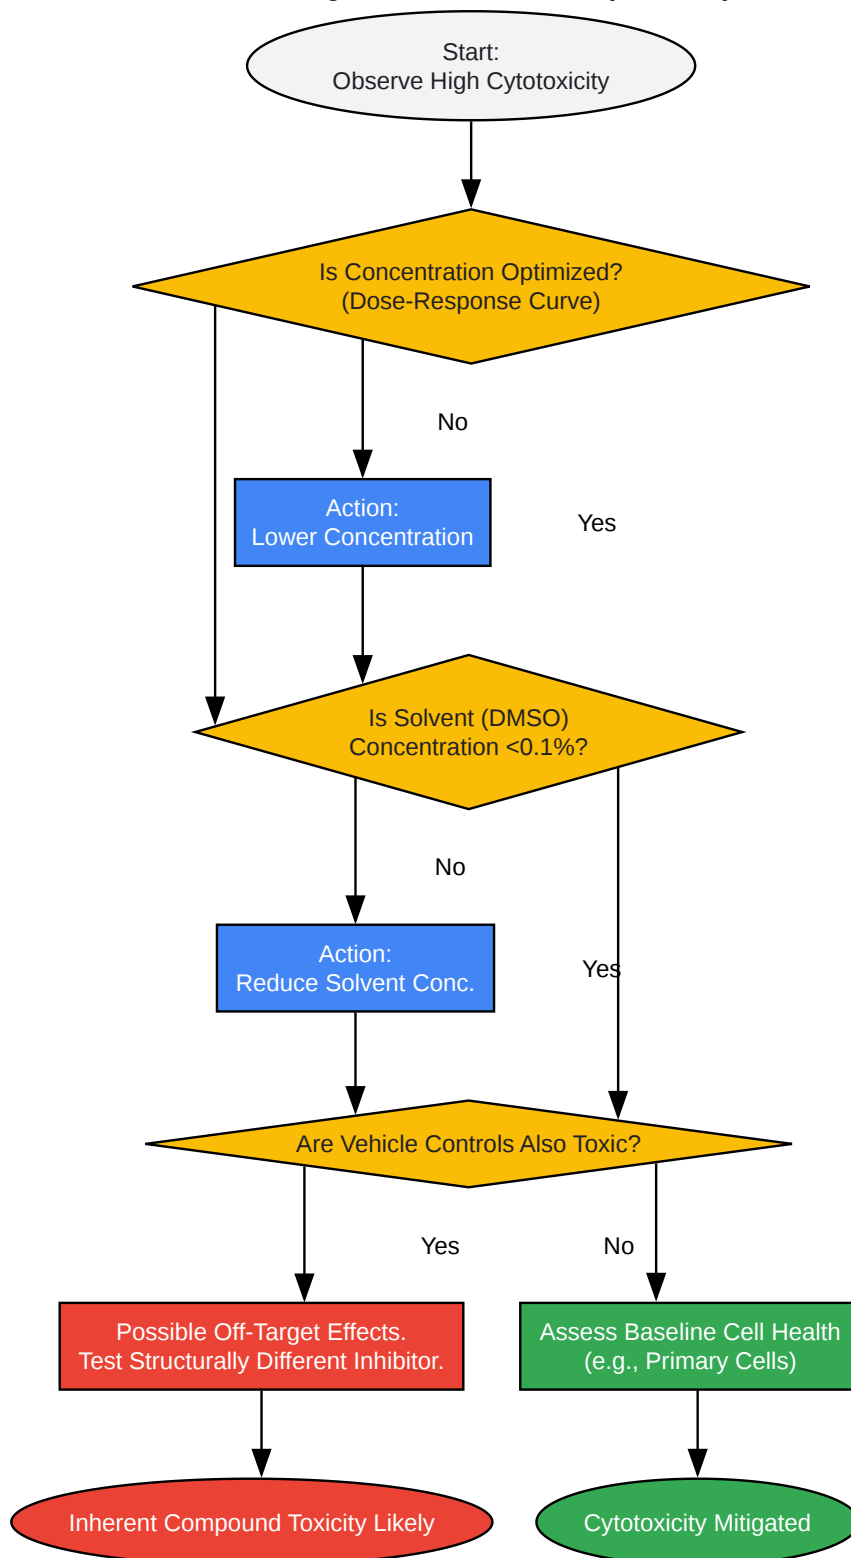 Start:
Observe High Cytotoxicity
Is Concentration Optimized?
(Dose-Response Curve)
No
Action:
Lower Concentration
Yes
Is Solvent (DMSO)
Concentration <0.1%?
No
Action:
Reduce Solvent Conc.
Yes
Are Vehicle Controls Also Toxic?
Yes
No
Possible Off-Target Effects.
Test Structurally Different Inhibitor.
Assess Baseline Cell Health
(e.g., Primary Cells)
Inherent Compound Toxicity Likely
Cytotoxicity Mitigated